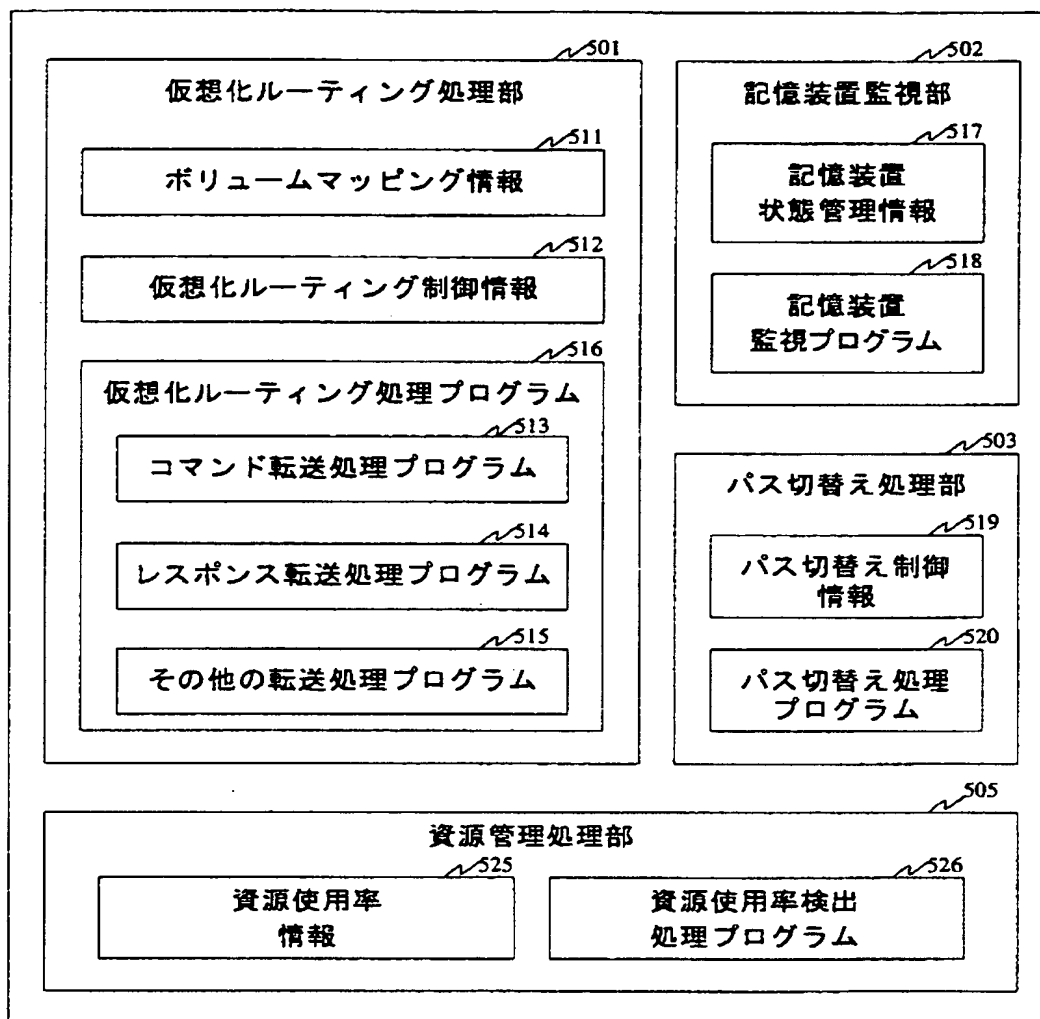 501
仮想化ルーティング処理部
511
ボリュームマッピング情報
512
仮想化ルーティング制御情報
516
仮想化ルーティング処理プログラム
513
コマンド転送処理プログラム
514
レスポンス転送処理プログラム
515
その他の転送処理プログラム
502
記憶装置監視部
517
記憶装置
状態管理情報
518
記憶装置
監視プログラム
503
パス切替え処理部
519
パス切替え制御
情報
520
パス切替え処理
プログラム
505
資源管理処理部
525
資源使用率
情報
526
資源使用率検出
処理プログラム